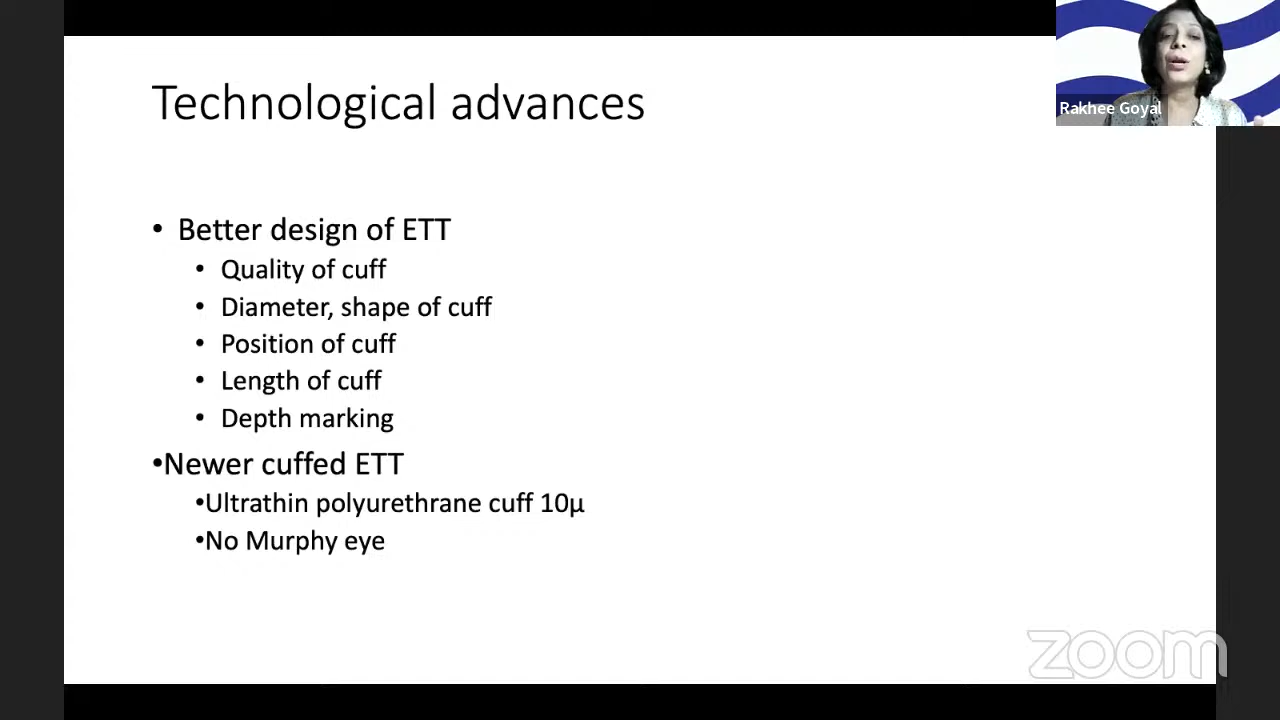 Technological advances
Rakhee Goyal
• Better design of ETT
• Quality of cuff
• Diameter, shape of cuff
• Position of cuff
• Length of cuff
• Depth marking
•Newer cuffed ETT
•Ultrathin polyurethrane cuff 10µ
•No Murphy eye
zoom